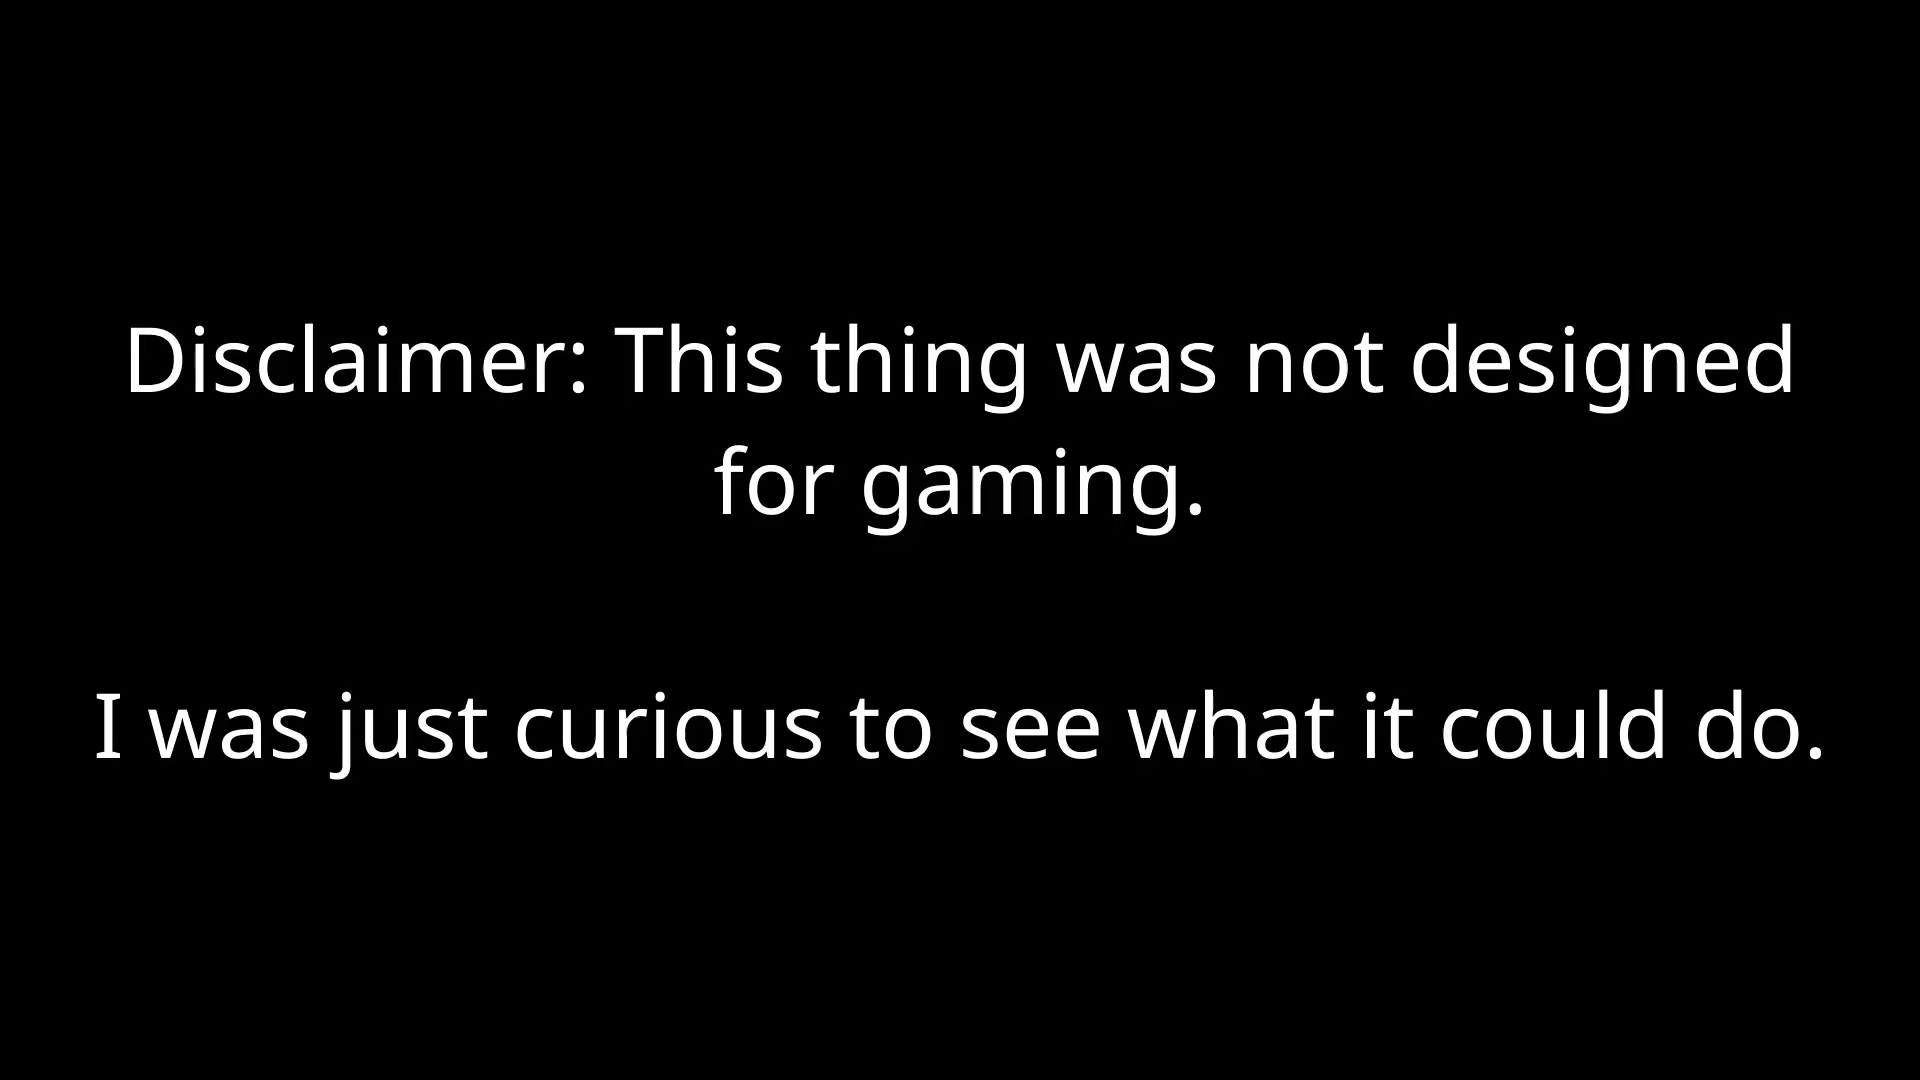 Disclaimer: This thing was not designed
for gaming.
I was just curious to see what it could do.